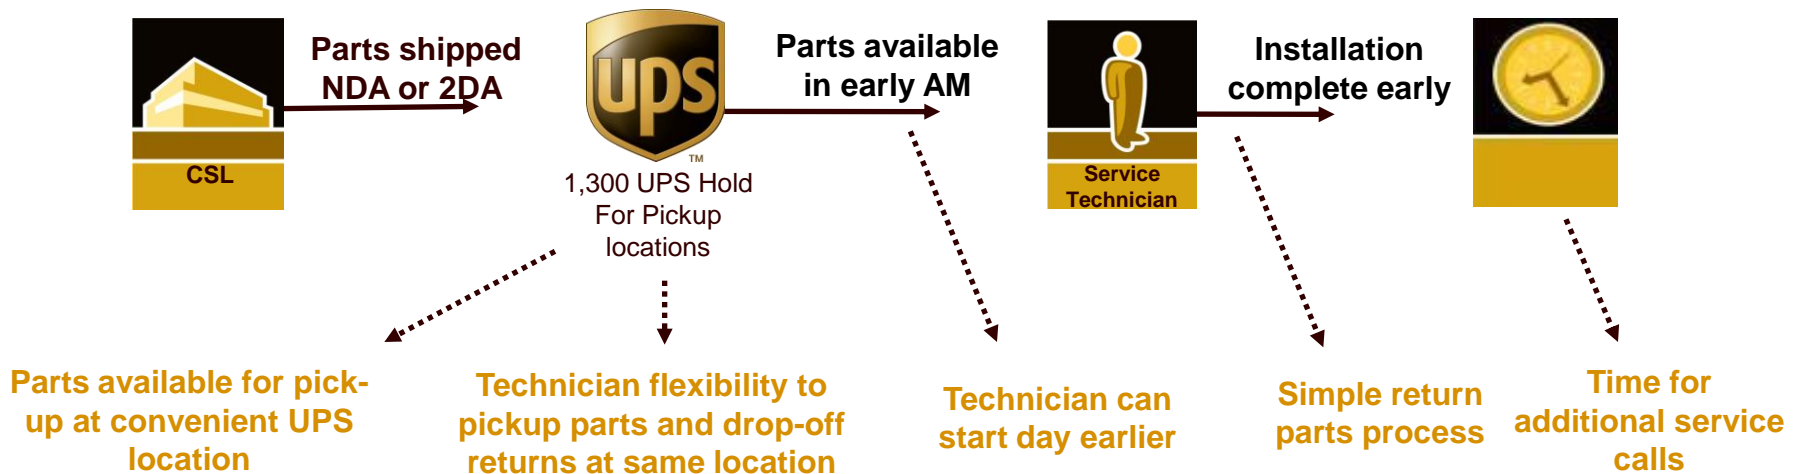 Parts shipped
NDA or 2DA
Parts available
in early AM
Installation
complete early
ups
TM
CSL
1,300 UPS Hold
For Pickup
locations
Service
Technician
Parts available for pick-
up at convenient UPS
location
Technician flexibility to
pickup parts and drop-off
returns at same location
Technician can
start day earlier
Simple return
parts process
Time for
additional service
calls